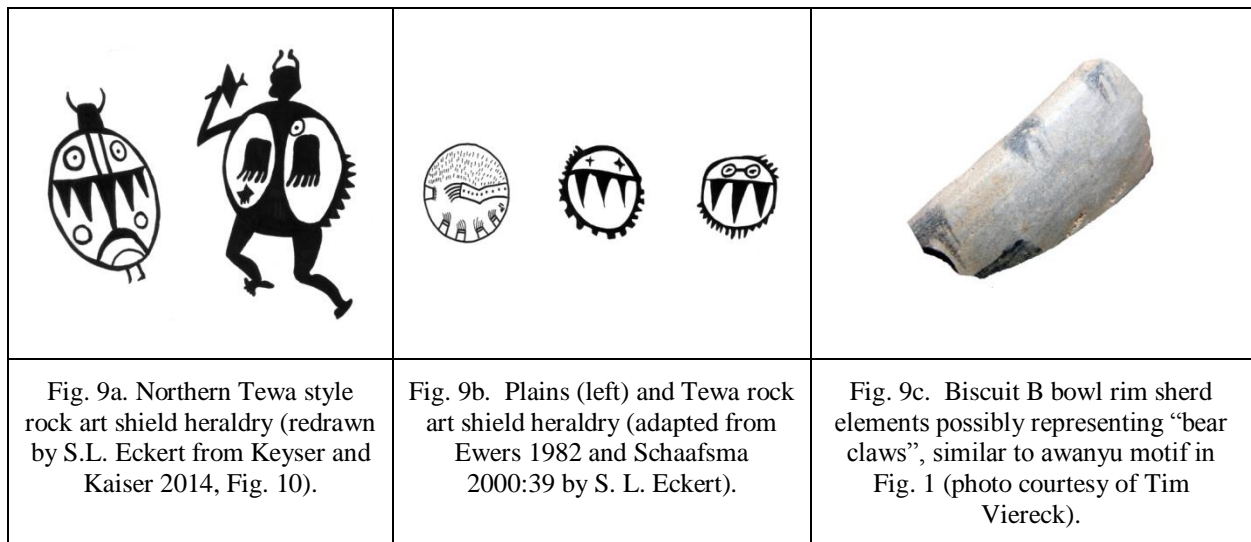 Fig. 9a. Northern Tewa style
rock art shield heraldry (redrawn
by S.L. Eckert from Keyser and
Kaiser 2014, Fig. 10).
Fig. 9b. Plains (left) and Tewa rock
art shield heraldry (adapted from
Ewers 1982 and Schaafsma
2000:39 by S. L. Eckert).
Fig. 9c. Biscuit B bowl rim sherd
elements possibly representing “bear
claws”, similar to awanyu motif in
Fig. 1 (photo courtesy of Tim
Viereck).